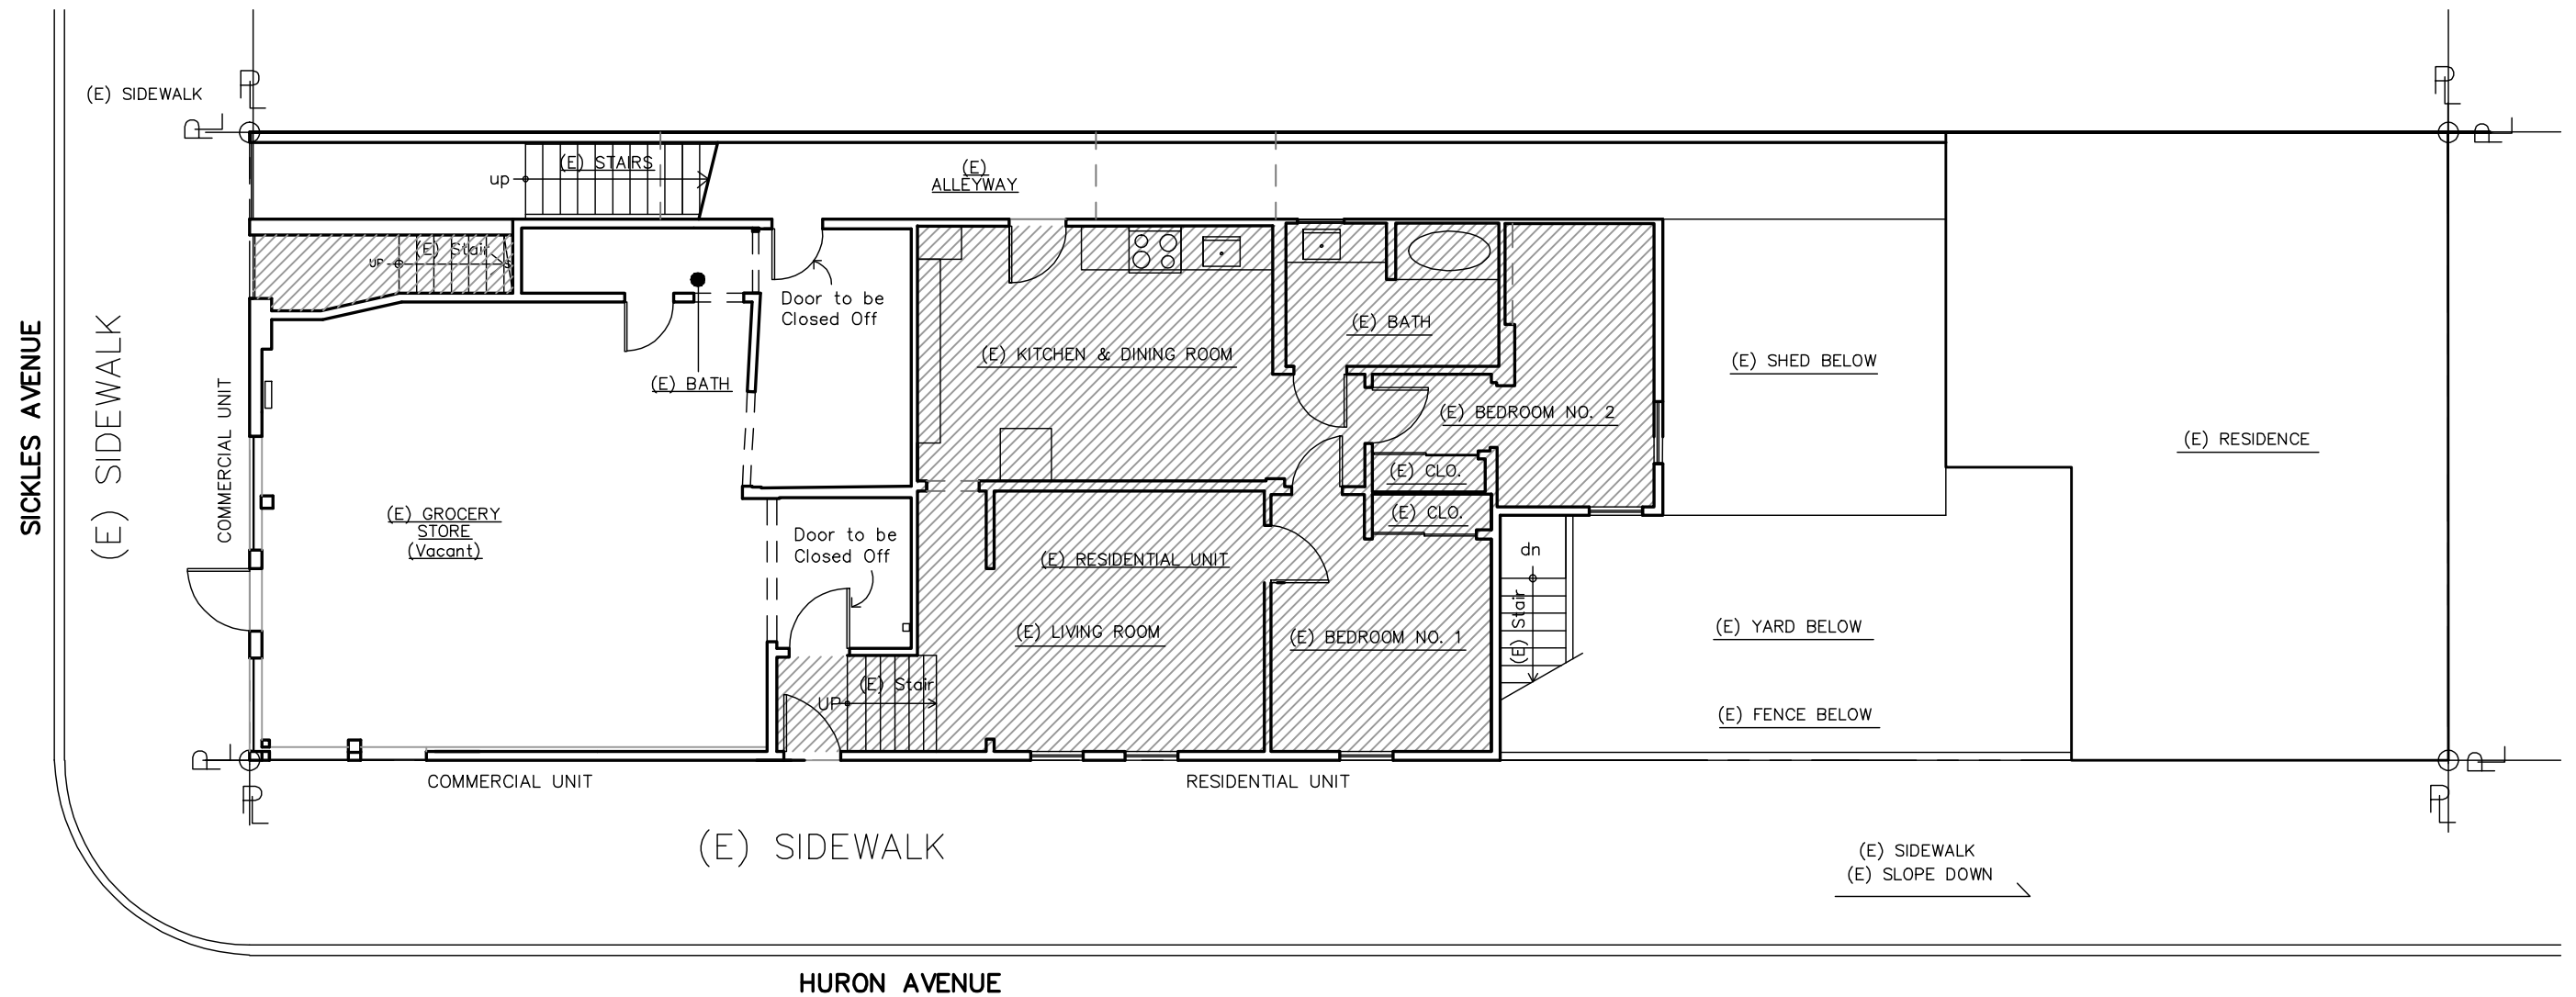 PL
PL
(E) SIDEWALK
PL
PL
(E) STAIRS
up
(E)
ALLEYWAY
(E) Stair
UP
Door to be
Closed Off
(E) BATH
(E) KITCHEN & DINING ROOM
(E) BATH
(E) SHED BELOW
(E) BEDROOM NO. 2
(E) RESIDENCE
SICKLES AVENUE
(E) SIDEWALK
COMMERCIAL UNIT
(E) CLO.
(E) GROCERY
STORE
(Vacant)
(E) CLO.
Door to be
Closed Off
(E) RESIDENTIAL UNIT
dn
(E) Stair
(E) LIVING ROOM
(E) BEDROOM NO. 1
(E) YARD BELOW
(E) Stair
UP
(E) FENCE BELOW
PL
PL
COMMERCIAL UNIT
RESIDENTIAL UNIT
PL
PL
(E) SIDEWALK
(E) SIDEWALK
(E) SLOPE DOWN
HURON AVENUE